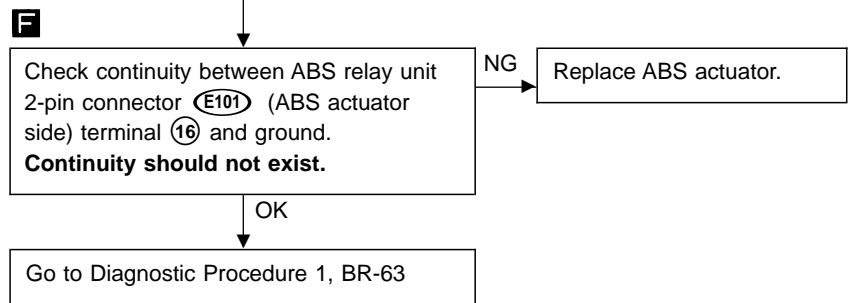 F
Check continuity between ABS relay unit
2-pin connector E101 (ABS actuator
side) terminal 16 and ground.
Continuity should not exist.
NG
Replace ABS actuator.
OK
Go to Diagnostic Procedure 1, BR-63